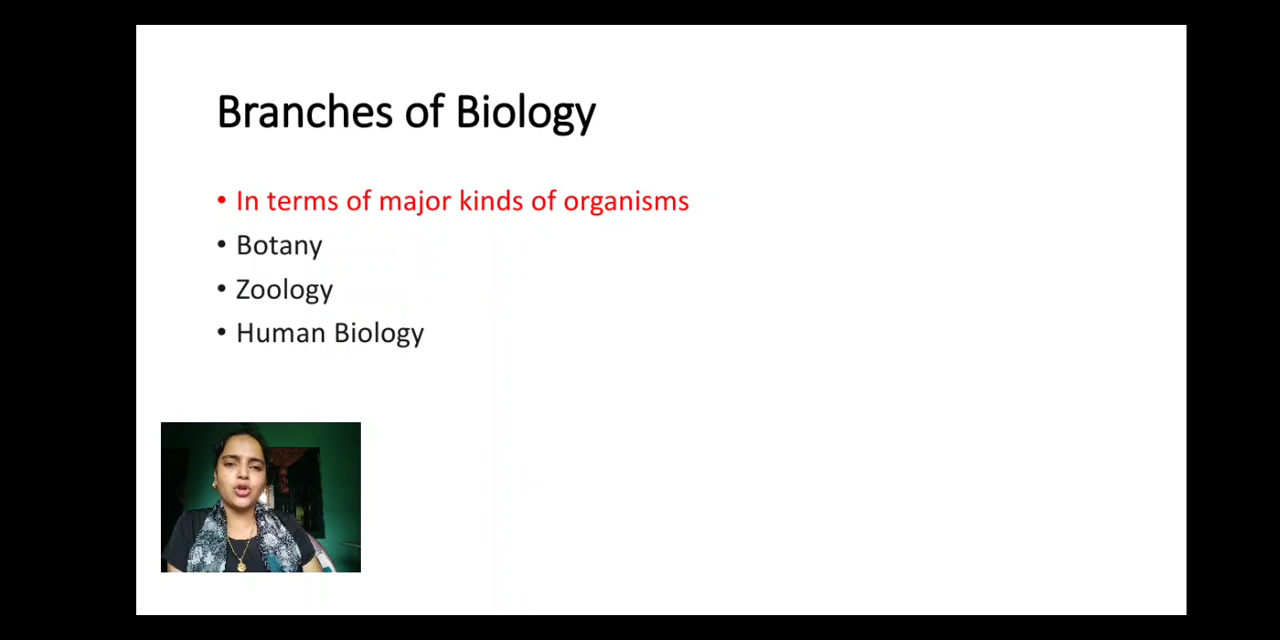 Branches of Biology
• In terms of major kinds of organisms
• Botany
• Zoology
• Human Biology